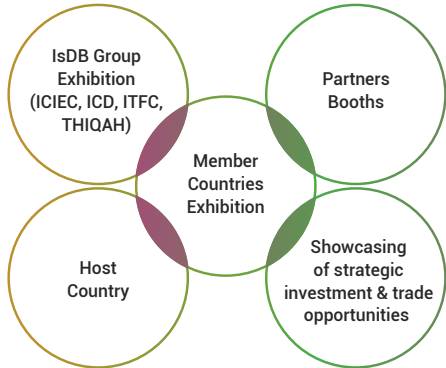 IsDB Group
Exhibition
(ICIEC, ICD, ITFC,
THIQAH)
Partners
Booths
Member
Countries
Exhibition
Host
Country
Showcasing
of strategic
investment & trade
opportunities